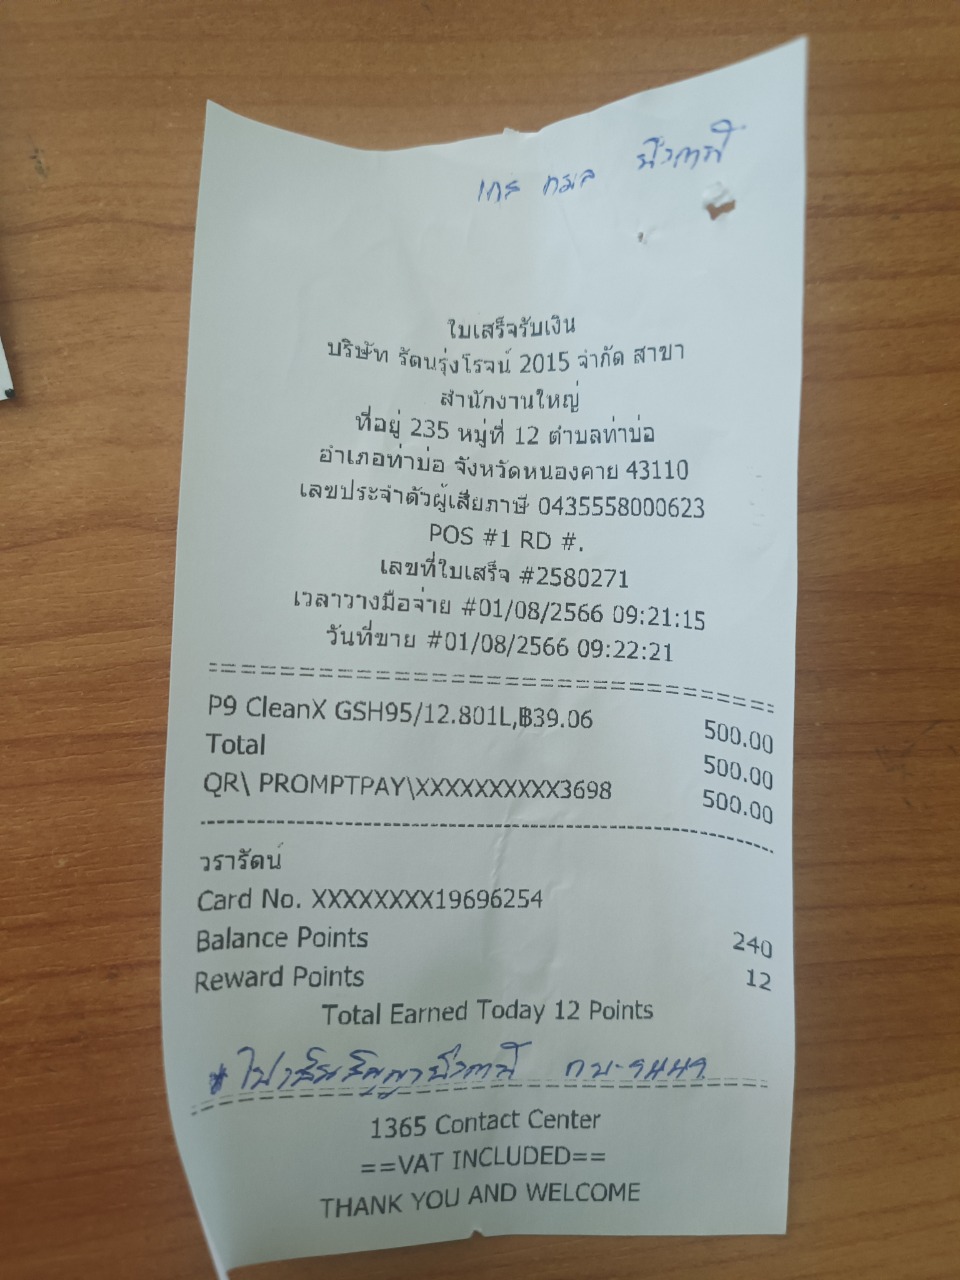 ใบเสร็จรับเงิน
บริษัท รัตนรุ่งโรจน์ 2015 จำกัด สาขา
สำนักงานใหญ่
ที่อยู่ 235 หมู่ที่ 12 ตำบลท่าบ่อ
อำเภอท่าบ่อ จังหวัดหนองคาย 43110
เลขประจำตัวผู้เสียภาษี 0435558000623
POS #1 RD #.
เลขที่ใบเสร็จ #2580271
เวลาวางมือจ่าย #01/08/2566 09:21:15
วันที่ขาย #01/08/2566 09:22:21
P9 CleanX GSH95/12.801L,฿39.06 500.00
Total 500.00
QR\ PROMPTPAY\XXXXXXXXXX3698 500.00
วรารัตน์
Card No. XXXXXXXX19696254
Balance Points 240
Reward Points 12
Total Earned Today 12 Points
1365 Contact Center
==VAT INCLUDED==
THANK YOU AND WELCOME